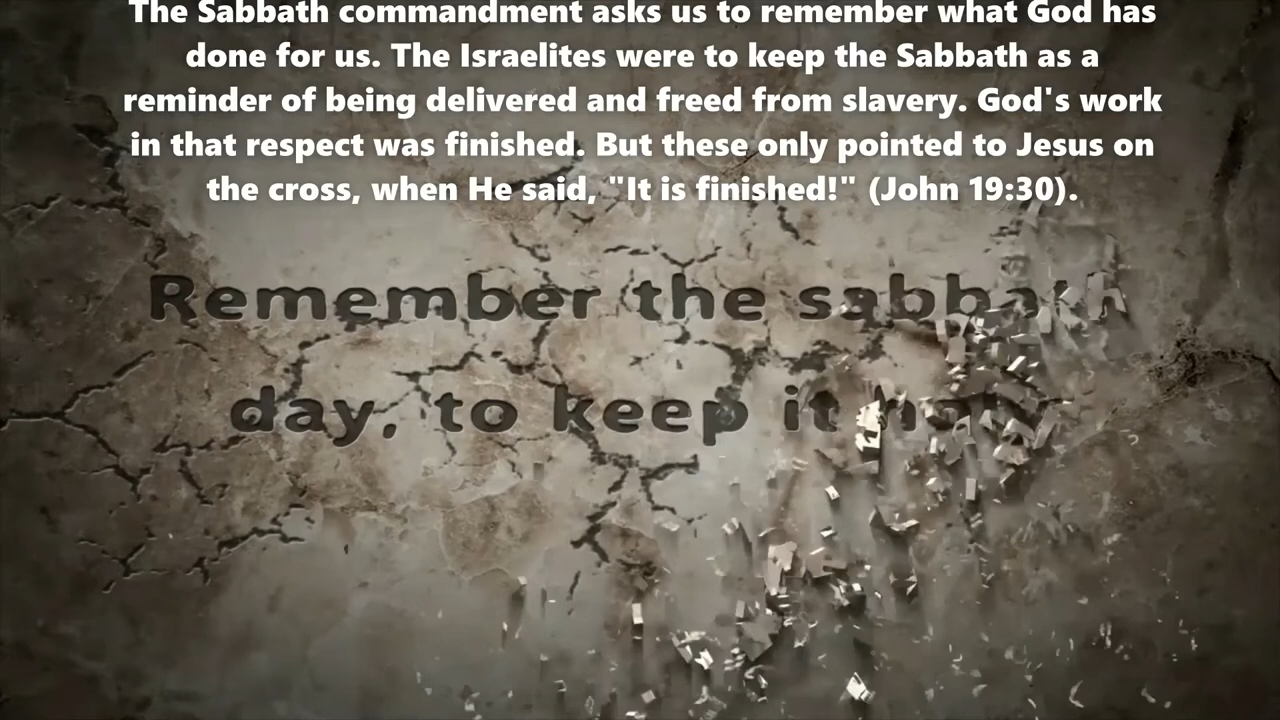 The Sabbath commandment asks us to remember what God has
done for us. The Israelites were to keep the Sabbath as a
reminder of being delivered and freed from slavery. God's work
in that respect was finished. But these only pointed to Jesus on
the cross, when He said, "It is finished!" (John 19:30).
Remember the sabbath
day, to keep it holy